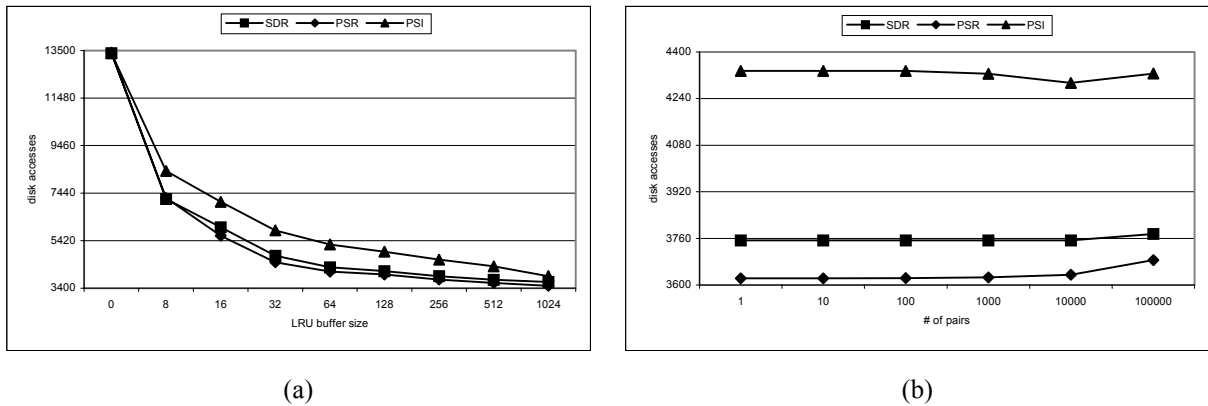 SDR PSR PSI
13500
11480
9460
7440
5420
3400
disk accesses
0 8 16 32 64 128 256 512 1024
LRU buffer size
(a)
SDR PSR PSI
4400
4240
4080
3920
3760
3600
disk accesses
1 10 100 1000 10000 100000
# of pairs
(b)